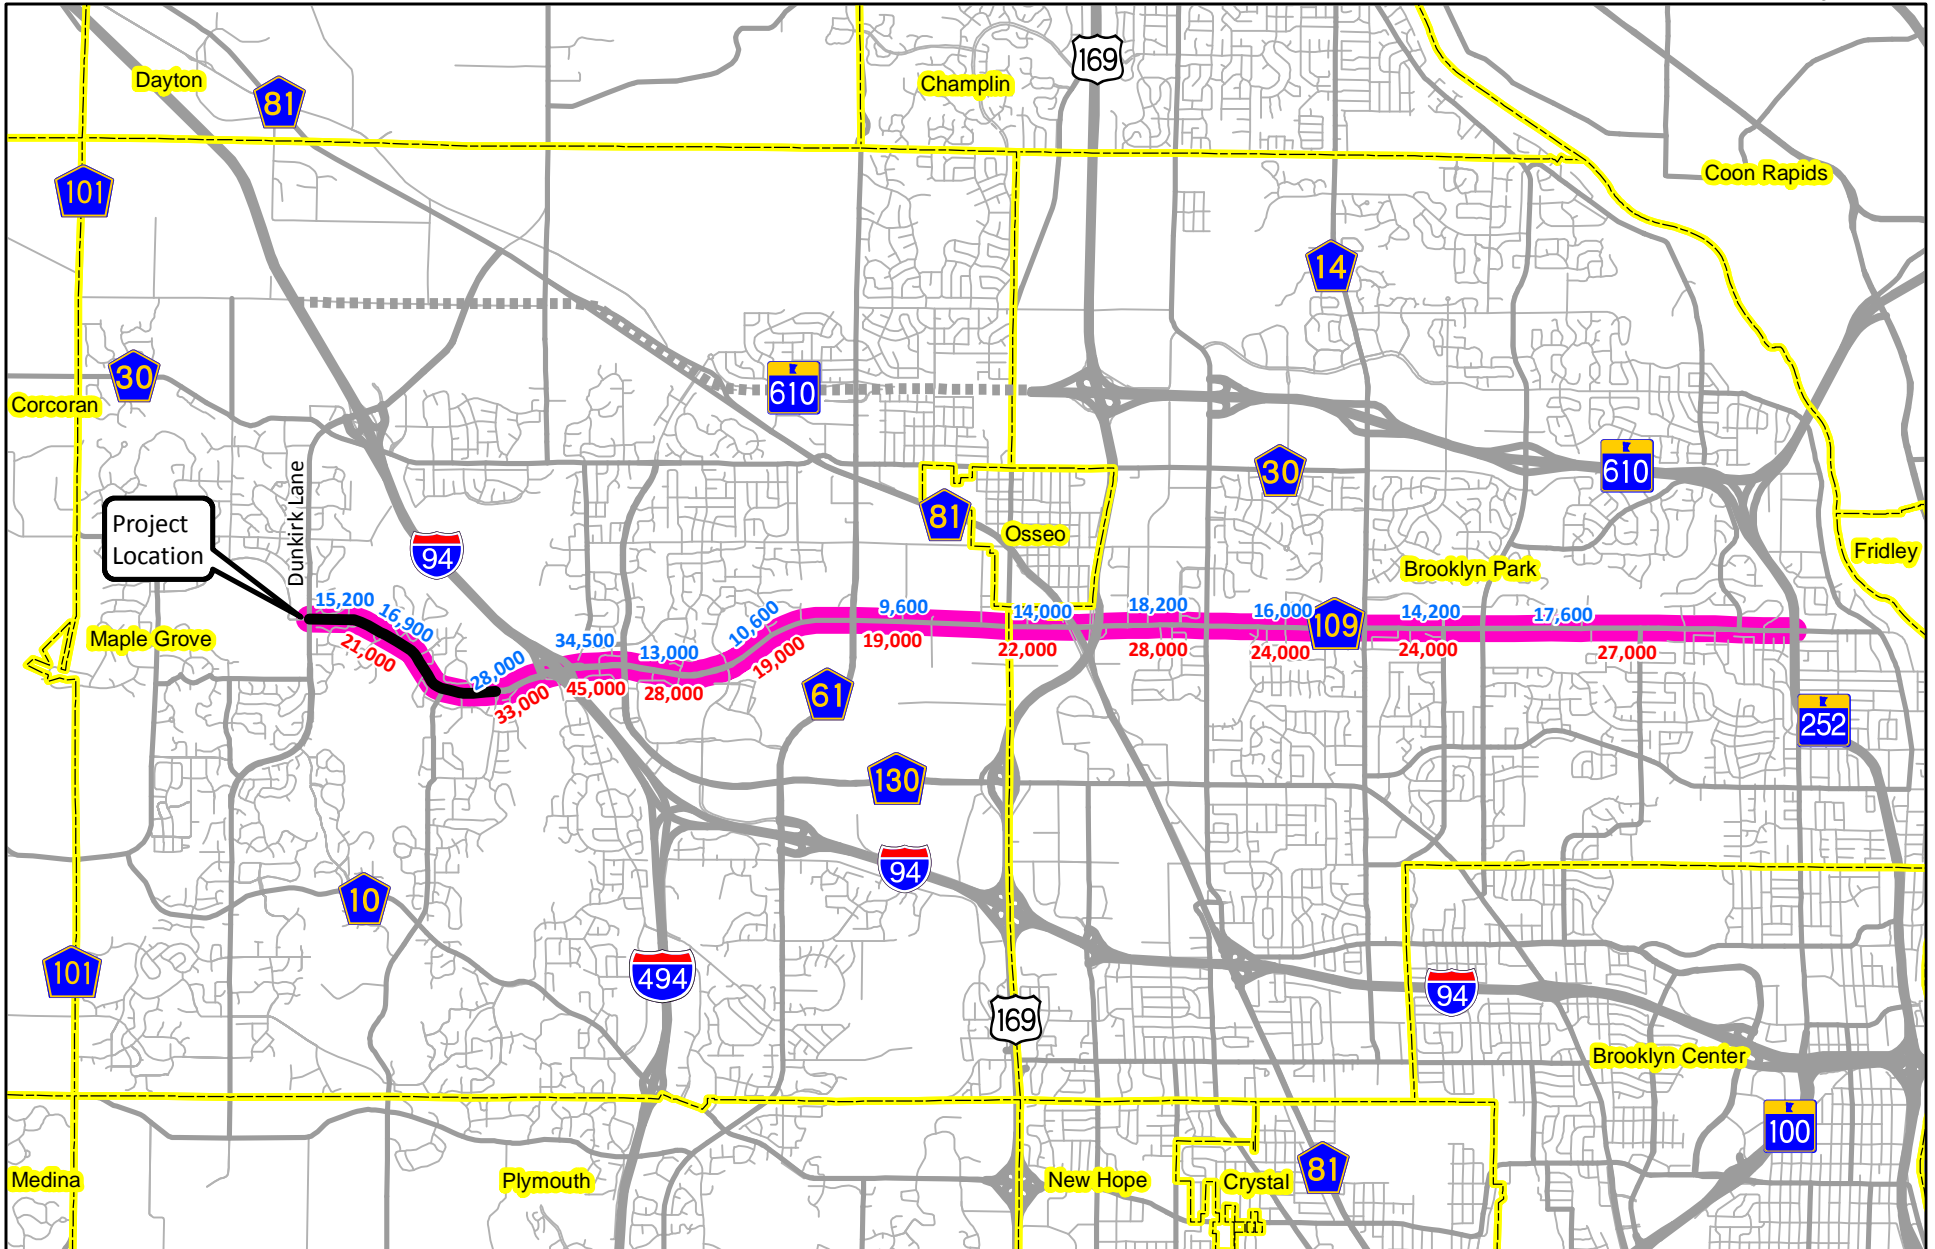 Dayton
81
Champlin
169
101
Coon Rapids
14
30
Corcoran
610
30
610
Dunkirk Lane
Project
Location
94
81
Osseo
Brooklyn Park
Fridley
15,200
16,900
21,000
Maple Grove
28,000
33,000
34,500
45,000
13,000
28,000
10,600
19,000
9,600
19,000
14,000
22,000
18,200
28,000
16,000
24,000
109
14,200
24,000
17,600
27,000
61
252
130
94
10
101
494
94
169
Brooklyn Center
100
Medina
Plymouth
New Hope
Crystal
81